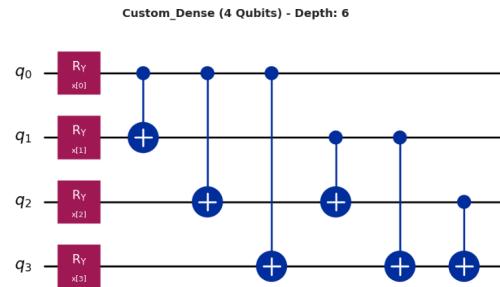 Custom_Dense (4 Qubits) - Depth: 6
q0
RY
x[0]
q1
RY
x[1]
q2
RY
x[2]
q3
RY
x[3]